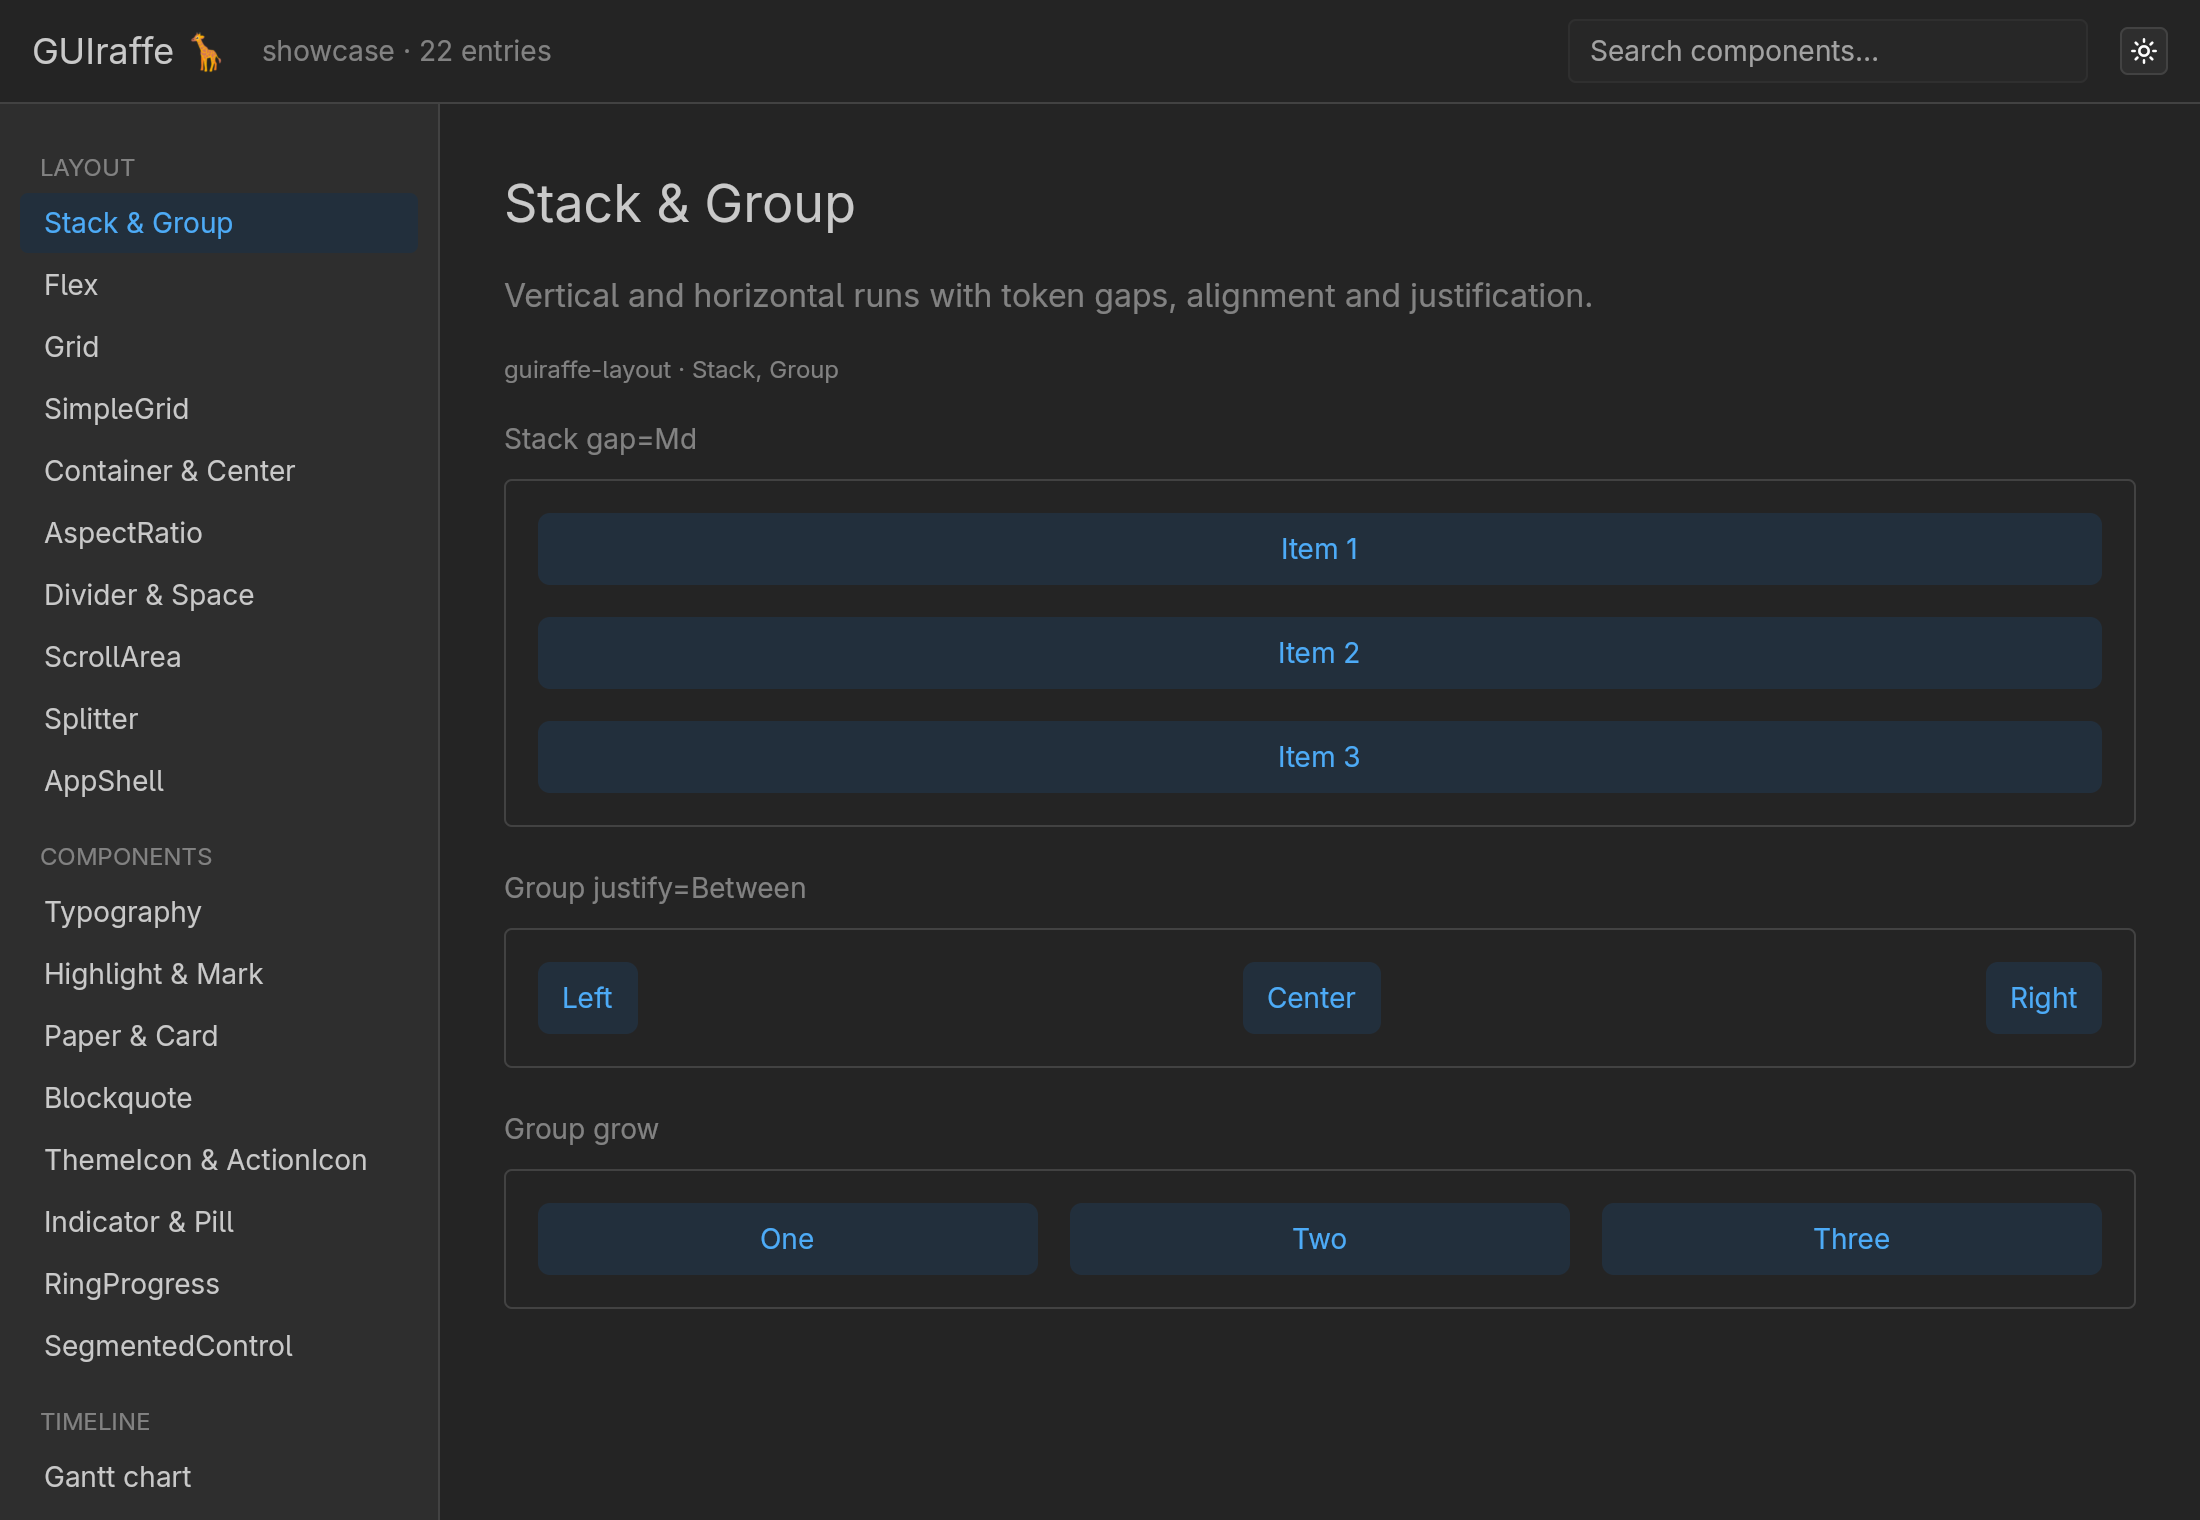 GUIraffe 🦒 showcase · 22 entries
Search components...
LAYOUT
Stack & Group
Flex
Grid
SimpleGrid
Container & Center
AspectRatio
Divider & Space
ScrollArea
Splitter
AppShell
COMPONENTS
Typography
Highlight & Mark
Paper & Card
Blockquote
ThemeIcon & ActionIcon
Indicator & Pill
RingProgress
SegmentedControl
TIMELINE
Gantt chart
Stack & Group
Vertical and horizontal runs with token gaps, alignment and justification.
guiraffe-layout · Stack, Group
Stack gap=Md
Item 1
Item 2
Item 3
Group justify=Between
Left Center Right
Group grow
One Two Three